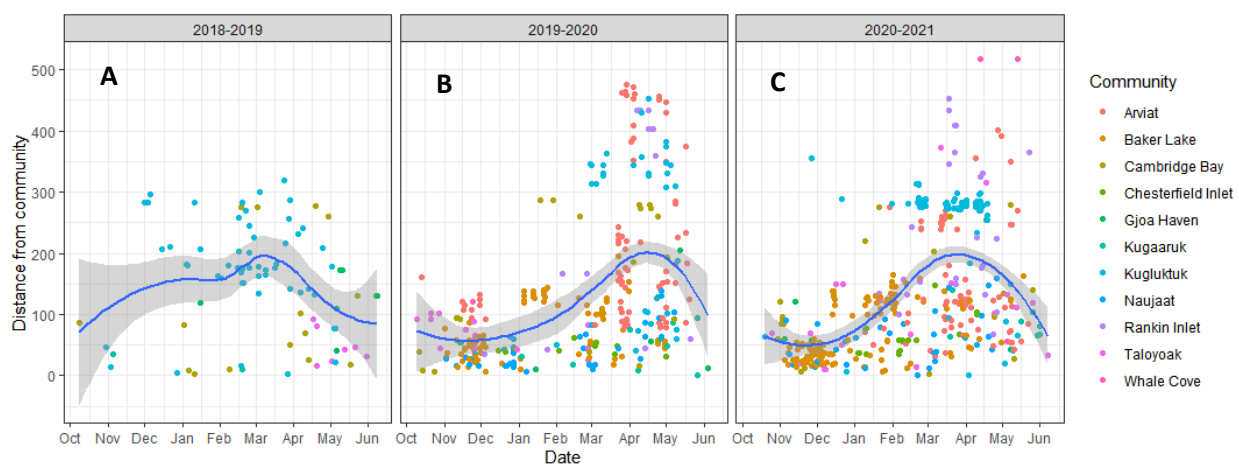 2018-2019
2019-2020
2020-2021
A
B
C
Distance from community
500
400
300
200
100
0
Oct Nov Dec Jan Feb Mar Apr May Jun
Oct Nov Dec Jan Feb Mar Apr May Jun
Oct Nov Dec Jan Feb Mar Apr May Jun
Date
Community
Arviat
Baker Lake
Cambridge Bay
Chesterfield Inlet
Gjoa Haven
Kugaaruk
Kugluktuk
Naujaat
Rankin Inlet
Taloyoak
Whale Cove